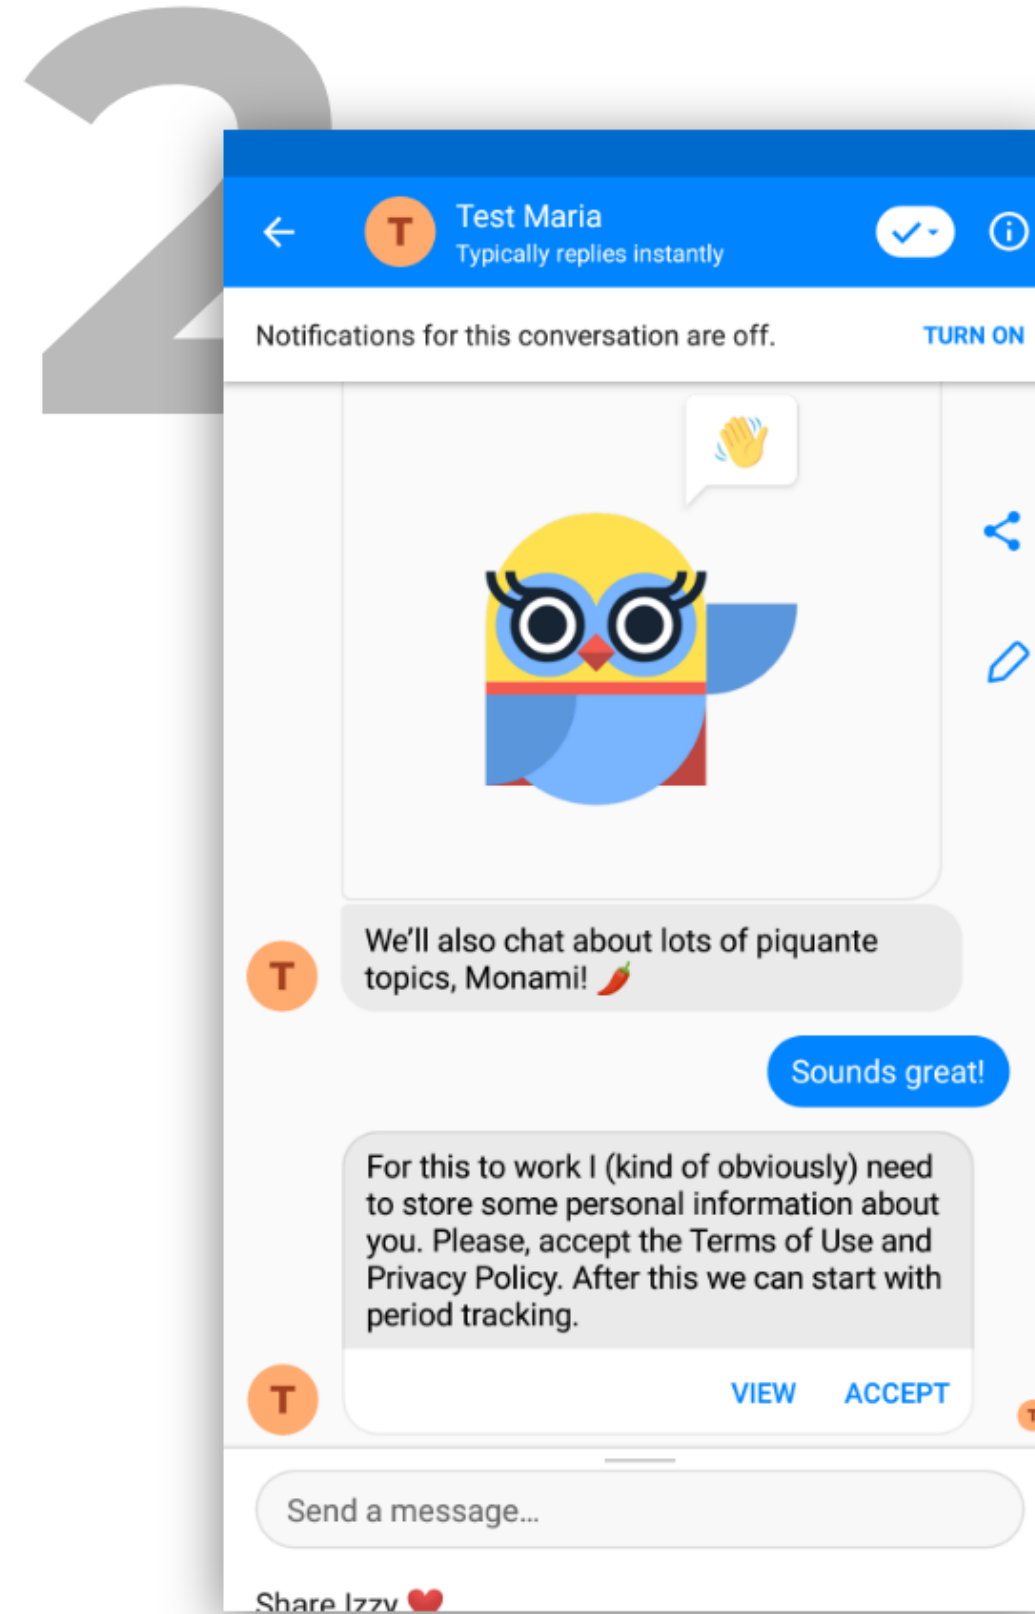 2
T
Test Maria
Typically replies instantly
Notifications for this conversation are off.
TURN ON
We'll also chat about lots of piquante
topics, Monami! 🌶️
T
Sounds great!
For this to work I (kind of obviously) need
to store some personal information about
you. Please, accept the Terms of Use and
Privacy Policy. After this we can start with
period tracking.
VIEW ACCEPT
T
T
Send a message...
Share Izzy ❤️